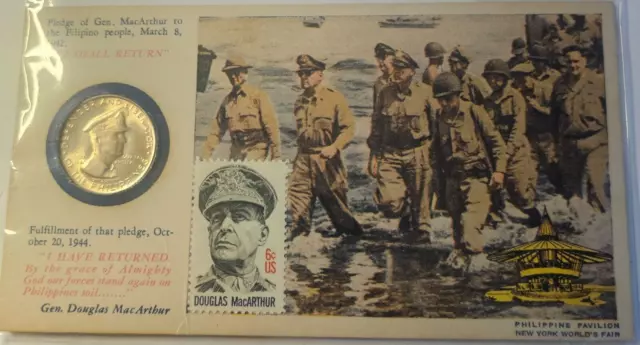 Pledge of Gen. MacArthur to
the Filipino people, March 8,
SHALL RETURN"
Fulfillment of that pledge, Oct-
ober 20, 1944.
"I HAVE RETURNED.
By the grace of Almighty
God our forces stand again on
Philippines soil......."
Gen. Douglas MacArthur
6c
US
DOUGLAS MacARTHUR
PHILIPPINE PAVILION
NEW YORK WORLD'S FAIR